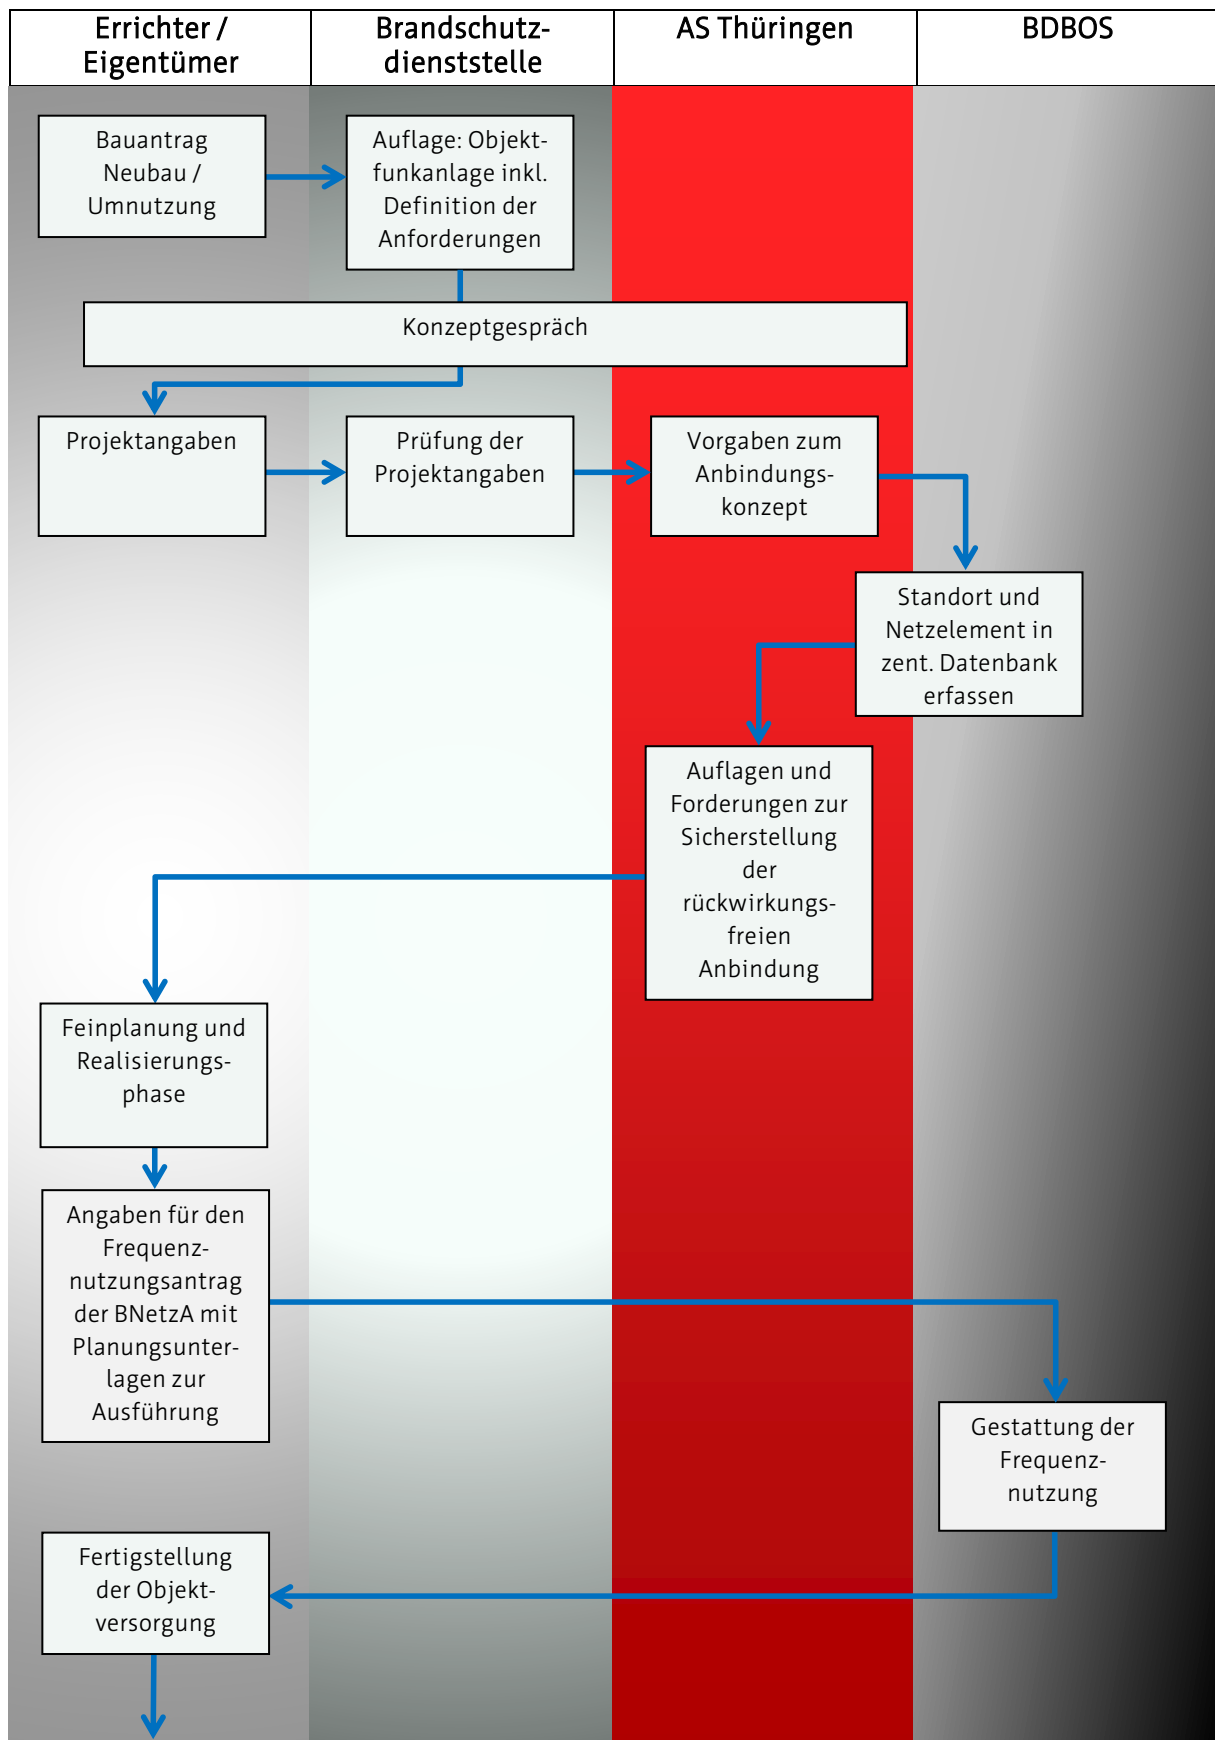 Errichter /
Eigentümer
Brandschutz-
dienststelle
AS Thüringen
BDBOS
Bauantrag
Neubau /
Umnutzung
Auflage: Objekt-
funkanlage inkl.
Definition der
Anforderungen
Konzeptgespräch
Projektangaben
Prüfung der
Projektangaben
Vorgaben zum
Anbindungs-
konzept
Standort und
Netzelement in
zent. Datenbank
erfassen
Auflagen und
Forderungen zur
Sicherstellung
der
rückwirkungs-
freien
Anbindung
Feinplanung und
Realisierungs-
phase
Angaben für den
Frequenz-
nutzungsantrag
der BNetzA mit
Planungsunter-
lagen zur
Ausführung
Gestattung der
Frequenz-
nutzung
Fertigstellung
der Objekt-
versorgung